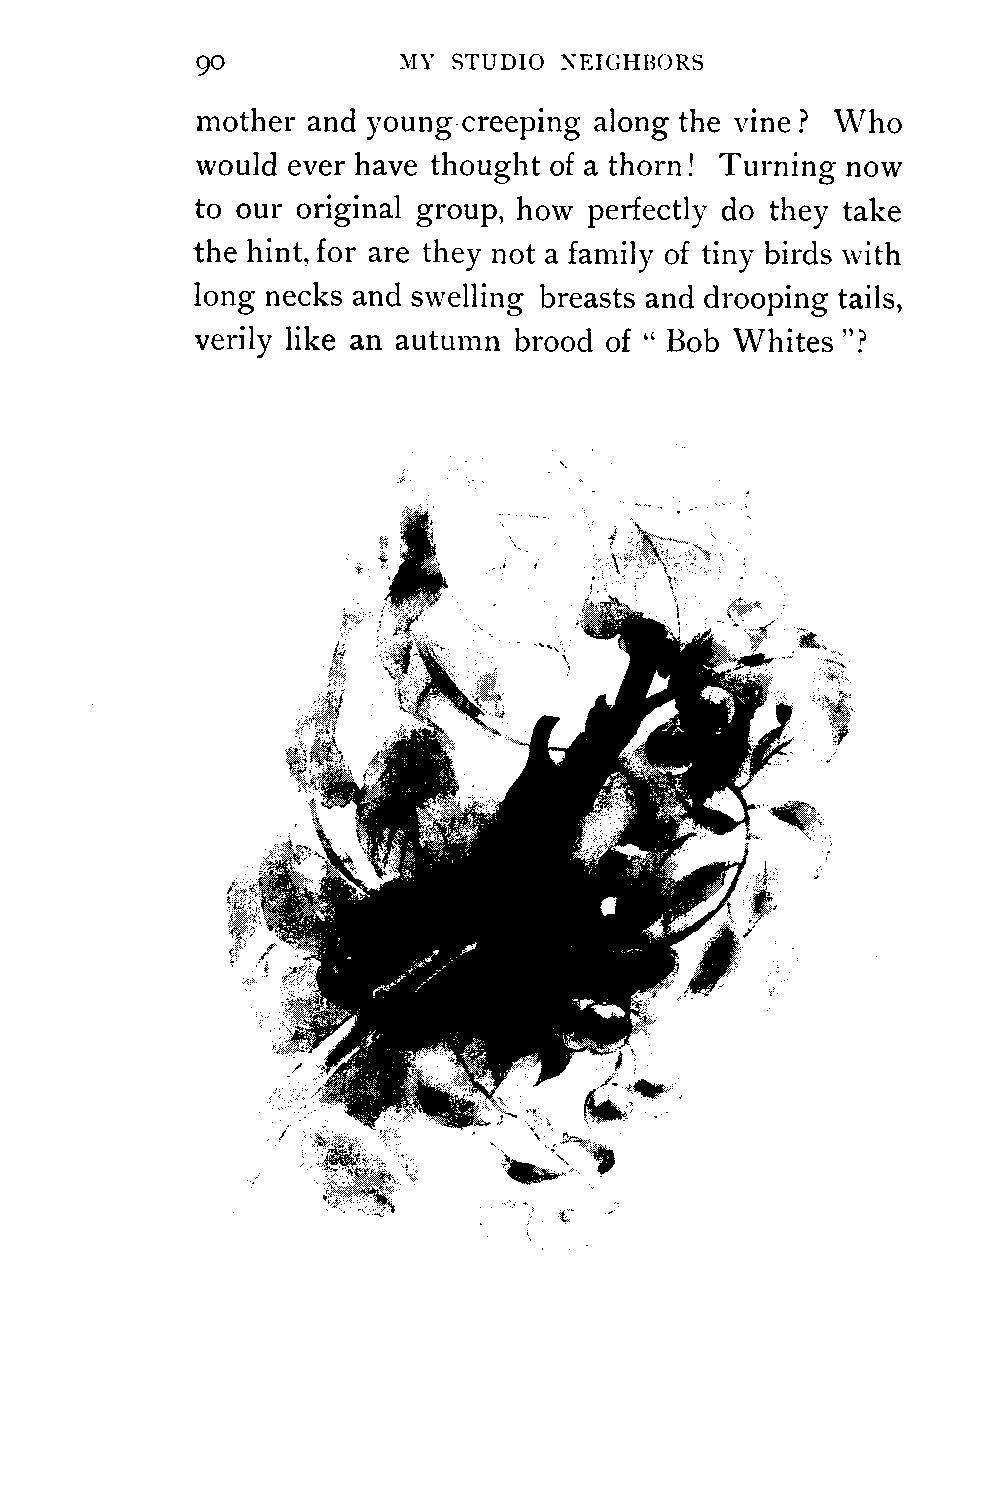 90 MY STUDIO NEIGHBORS
mother and young creeping along the vine? Who
would ever have thought of a thorn! Turning now
to our original group, how perfectly do they take
the hint, for are they not a family of tiny birds with
long necks and swelling breasts and drooping tails,
verily like an autumn brood of “ Bob Whites ”?